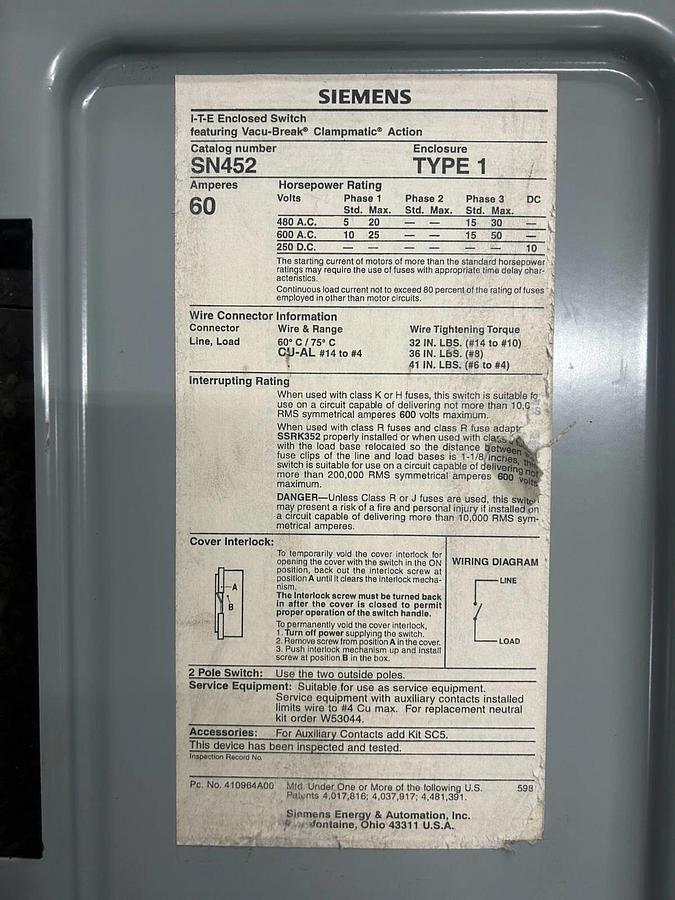 SIEMENS
I-T-E Enclosed Switch
featuring Vacu-Break® Clampmatic® Action
Catalog number Enclosure
SN452 TYPE 1
Amperes Horsepower Rating
60 Volts Phase 1 Phase 2 Phase 3 DC
Std. Max. Std. Max. Std. Max.
480 A.C. 5 20 — — 15 30 —
600 A.C. 10 25 — — 15 50 —
250 D.C. — — — — — — 10
The starting current of motors of more than the standard horsepower
ratings may require the use of fuses with appropriate time delay char-
acteristics.
Continuous load current not to exceed 80 percent of the rating of fuses
employed in other than motor circuits.
Wire Connector Information
Connector Wire & Range Wire Tightening Torque
Line, Load 60° C / 75° C 32 IN. LBS. (#14 to #10)
CU-AL #14 to #4 36 IN. LBS. (#8)
41 IN. LBS. (#6 to #4)
Interrupting Rating
When used with class K or H fuses, this switch is suitable fo
use on a circuit capable of delivering not more than 10,0
RMS symmetrical amperes 600 volts maximum.
When used with class R fuses and class R fuse adapt
SSRK352 properly installed or when used with clas
with the load base relocated so the distance between
fuse clips of the line and load bases is 1-1/8 inches, th
switch is suitable for use on a circuit capable of delivering not
more than 200,000 RMS symmetrical amperes 600 volts
maximum.
DANGER—Unless Class R or J fuses are used, this switc
may present a risk of a fire and personal injury if installed on
a circuit capable of delivering more than 10,000 RMS sym-
metrical amperes.
Cover Interlock:
To temporarily void the cover interlock for
opening the cover with the switch in the ON
position, back out the interlock screw at
position A until it clears the interlock mecha-
nism.
The Interlock screw must be turned back
in after the cover is closed to permit
proper operation of the switch handle.
To permanently void the cover interlock,
1. Turn off power supplying the switch.
2. Remove screw from position A in the cover.
3. Push interlock mechanism up and install
screw at position B in the box.
A
B
WIRING DIAGRAM
LINE
LOAD
2 Pole Switch: Use the two outside poles.
Service Equipment: Suitable for use as service equipment.
Service equipment with auxiliary contacts installed
limits wire to #4 Cu max. For replacement neutral
kit order W53044.
Accessories: For Auxiliary Contacts add Kit SC5.
This device has been inspected and tested.
Inspection Record No.
Pc. No. 410964A00 Mfd. Under One or More of the following U.S. 598
Patents 4,017,816; 4,037,917; 4,481,391.
Siemens Energy & Automation, Inc.
fontaine, Ohio 43311 U.S.A.